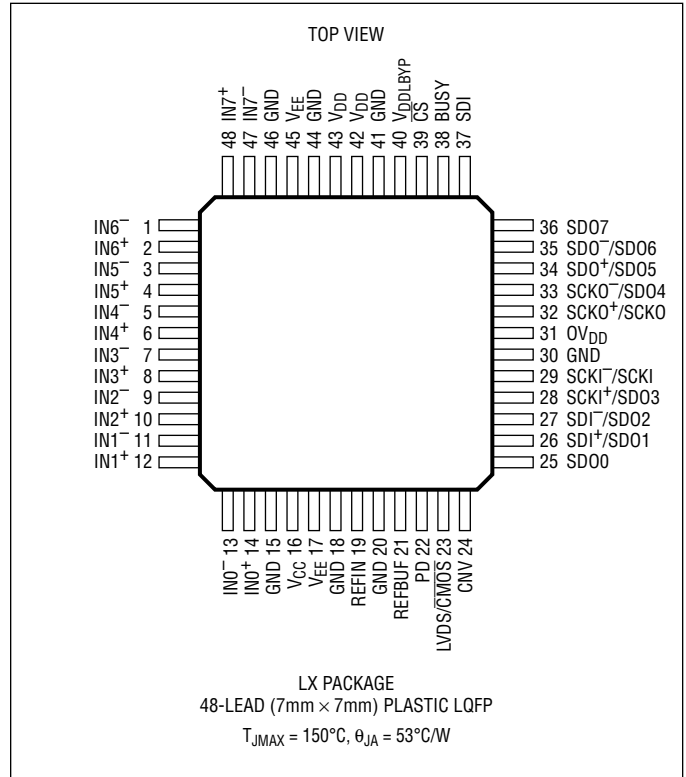 TOP VIEW
48 IN7+
47 IN7−
46 GND
45 VEE
44 GND
43 VDD
42 VDD
41 GND
40 VDDLBYP
39 C̅S̅
38 BUSY
37 SDI
IN6− 1
IN6+ 2
IN5− 3
IN5+ 4
IN4− 5
IN4+ 6
IN3− 7
IN3+ 8
IN2− 9
IN2+ 10
IN1− 11
IN1+ 12
36 SDO7
35 SDO−/SDO6
34 SDO+/SDO5
33 SCKO−/SDO4
32 SCKO+/SCKO
31 OVDD
30 GND
29 SCKI−/SCKI
28 SCKI+/SDO3
27 SDI−/SDO2
26 SDI+/SDO1
25 SDO0
IN0− 13
IN0+ 14
GND 15
VCC 16
VEE 17
GND 18
REFIN 19
GND 20
REFBUF 21
PD 22
LVDS/C̅M̅O̅S̅ 23
CNV 24
LX PACKAGE
48-LEAD (7mm × 7mm) PLASTIC LQFP
TJMAX = 150°C, θJA = 53°C/W